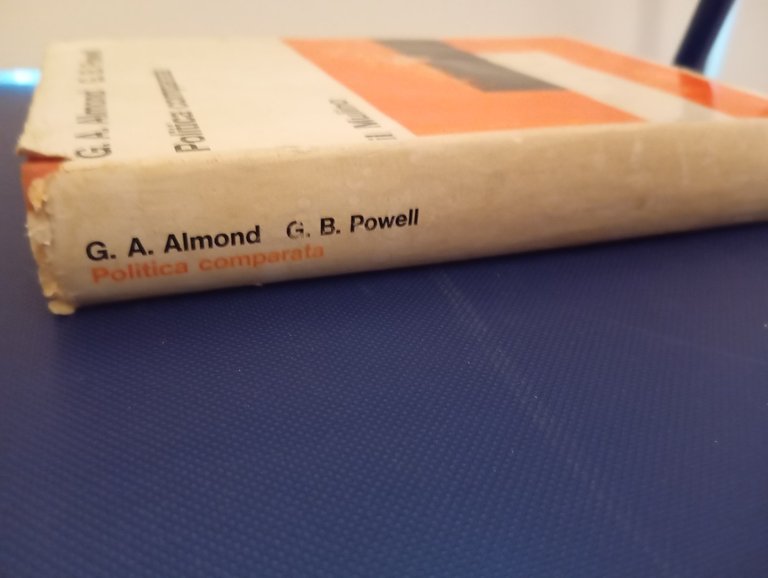 G. A. Almond G. B. Powell
Politica comparata
il Mulino
G. A. Almond G. B. Powell
Politica comparata